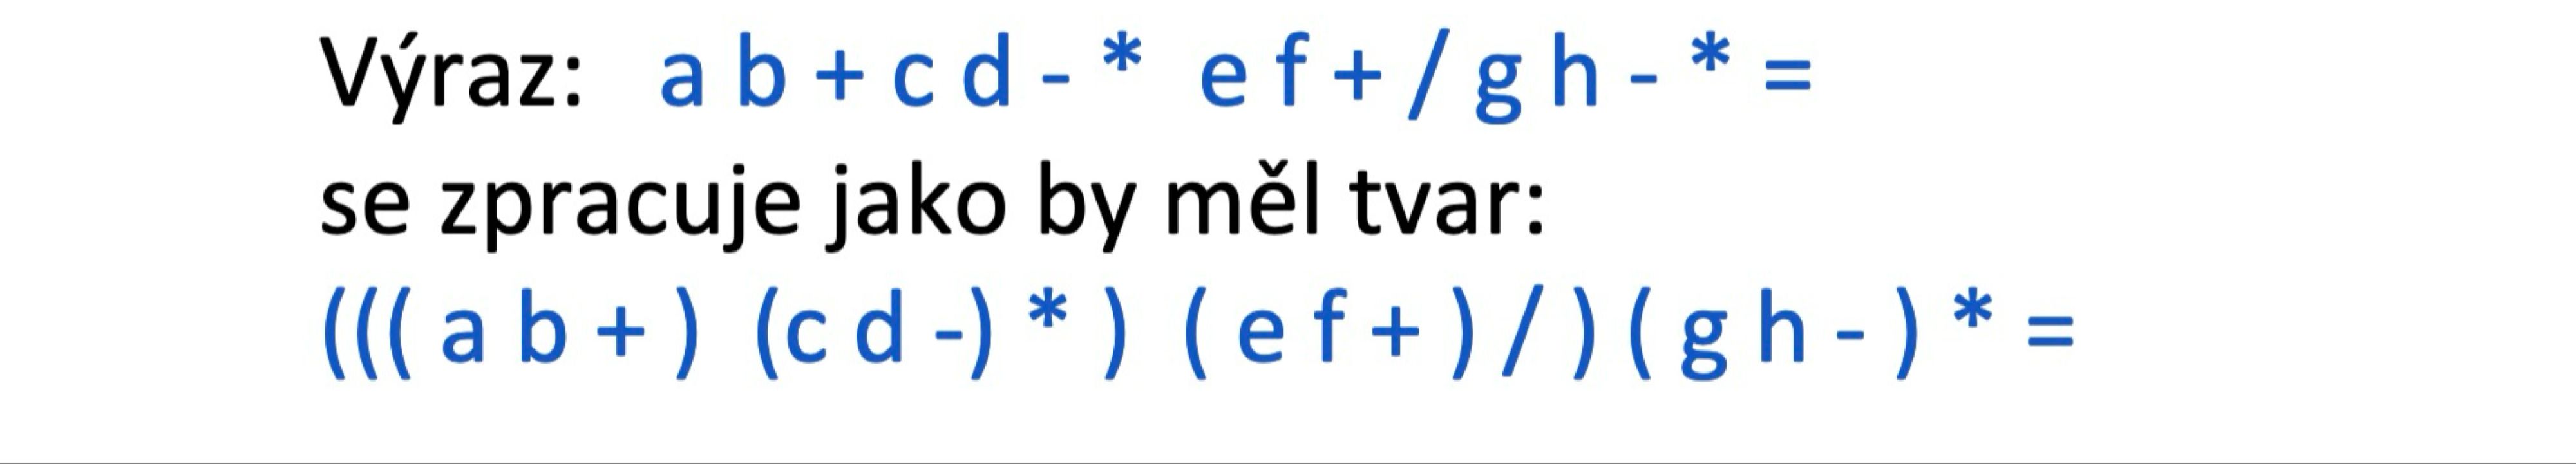 Výraz: a b + c d - * e f + / g h - * =
se zpracuje jako by měl tvar:
((( a b + ) (c d -) * ) ( e f + ) / ) ( g h - ) * =